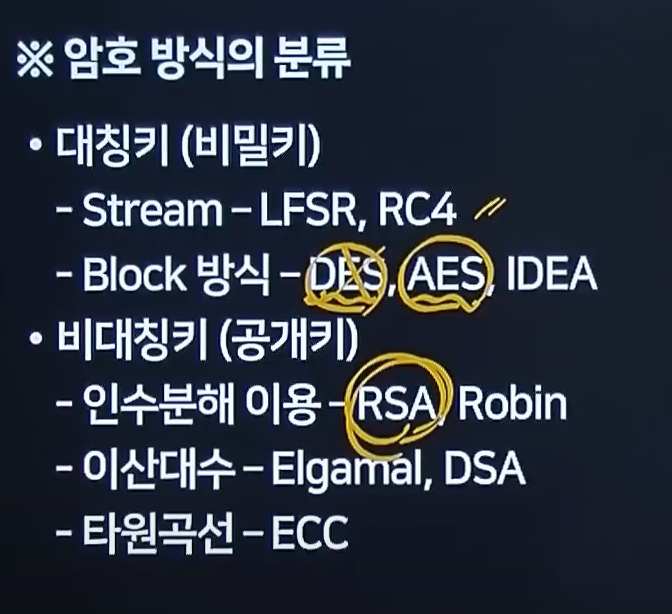 ※ 암호 방식의 분류
• 대칭키 (비밀키)
- Stream – LFSR, RC4
- Block 방식 – DES, AES, IDEA
• 비대칭키 (공개키)
- 인수분해 이용 – RSA, Robin
- 이산대수 – Elgamal, DSA
- 타원곡선 – ECC